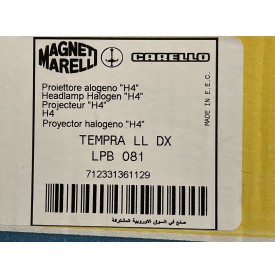 MAGNETI MARELLI CARELLO
Proiettore alogeno "H4"
Headlamp Halogen "H4"
Projecteur "H4"
H4
Proyector halogeno "H4"
MADE IN E.E.C.
TEMPRA LL DX
LPB 081
712331361129
صنع في السوق الاوروبية المشتركة